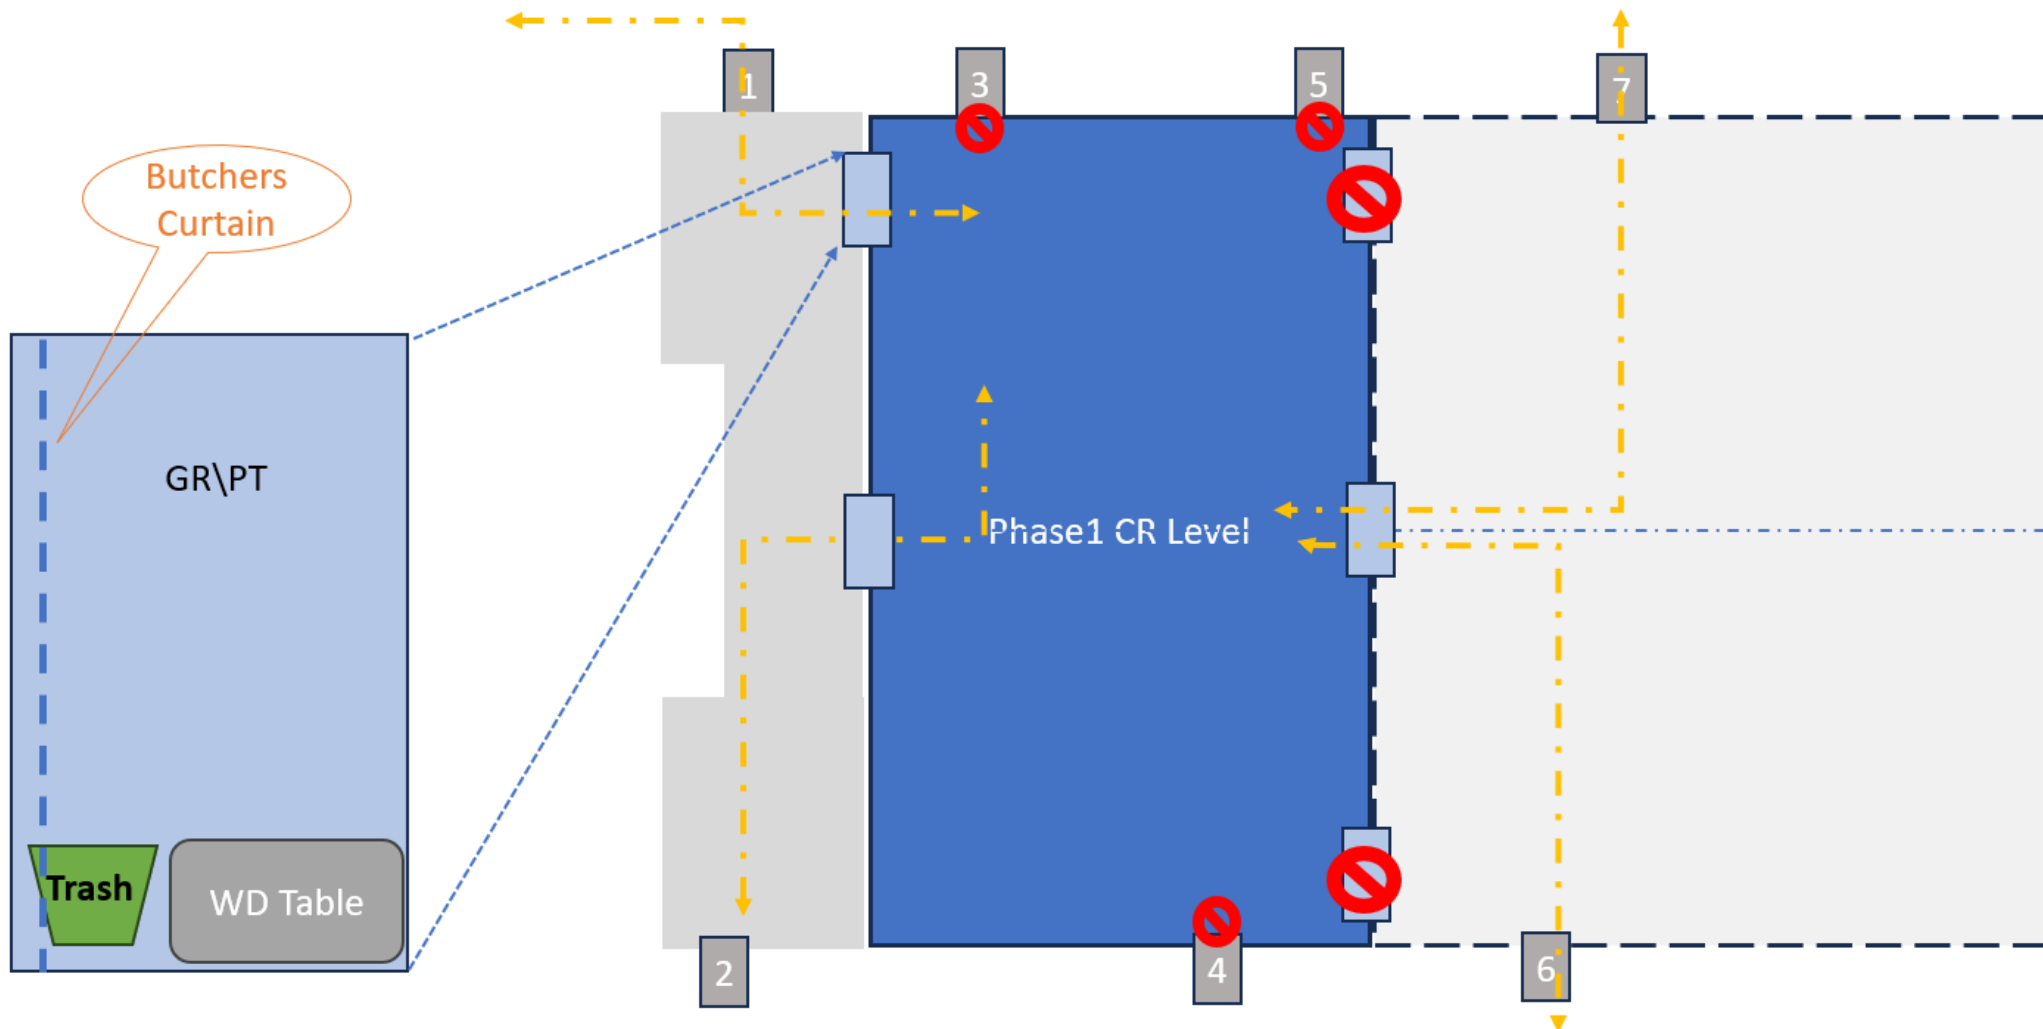 1
3
5
7
Butchers
Curtain
GR\PT
Phase1 CR Level
Trash
WD Table
2
4
6